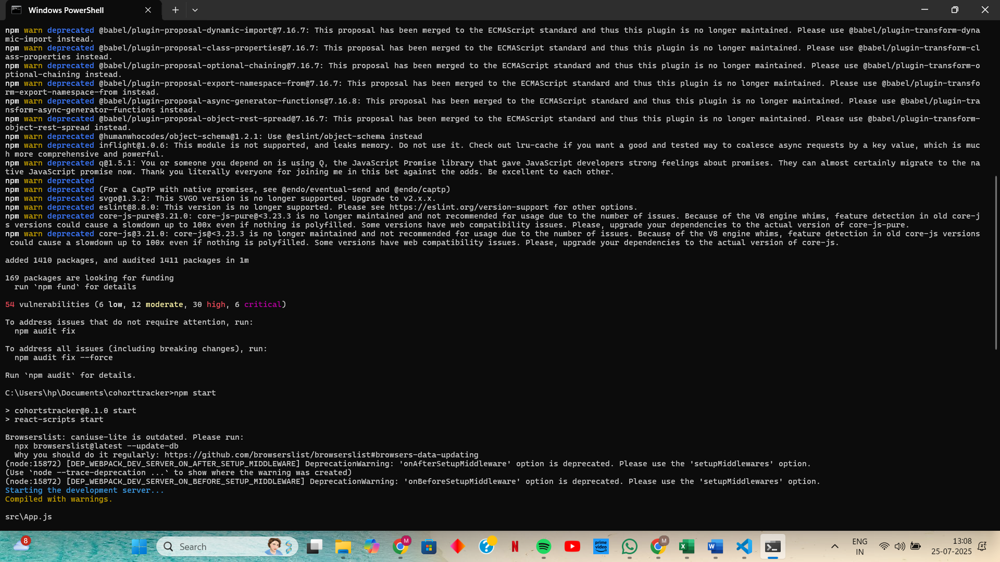 Windows PowerShell
npm warn deprecated @babel/plugin-proposal-dynamic-import@7.16.7: This proposal has been merged to the ECMAScript standard and thus this plugin is no longer maintained. Please use @babel/plugin-transform-dyna
mic-import instead.
npm warn deprecated @babel/plugin-proposal-class-properties@7.16.7: This proposal has been merged to the ECMAScript standard and thus this plugin is no longer maintained. Please use @babel/plugin-transform-cl
ass-properties instead.
npm warn deprecated @babel/plugin-proposal-optional-chaining@7.16.7: This proposal has been merged to the ECMAScript standard and thus this plugin is no longer maintained. Please use @babel/plugin-transform-o
ptional-chaining instead.
npm warn deprecated @babel/plugin-proposal-export-namespace-from@7.16.7: This proposal has been merged to the ECMAScript standard and thus this plugin is no longer maintained. Please use @babel/plugin-transfo
rm-export-namespace-from instead.
npm warn deprecated @babel/plugin-proposal-async-generator-functions@7.16.8: This proposal has been merged to the ECMAScript standard and thus this plugin is no longer maintained. Please use @babel/plugin-tra
nsform-async-generator-functions instead.
npm warn deprecated @babel/plugin-proposal-object-rest-spread@7.16.7: This proposal has been merged to the ECMAScript standard and thus this plugin is no longer maintained. Please use @babel/plugin-transform-
object-rest-spread instead.
npm warn deprecated @humanwhocodes/object-schema@1.2.1: Use @eslint/object-schema instead
npm warn deprecated inflight@1.0.6: This module is not supported, and leaks memory. Do not use it. Check out lru-cache if you want a good and tested way to coalesce async requests by a key value, which is muc
h more comprehensive and powerful.
npm warn deprecated q@1.5.1: You or someone you depend on is using Q, the JavaScript Promise library that gave JavaScript developers strong feelings about promises. They can almost certainly migrate to the na
tive JavaScript promise now. Thank you literally everyone for joining me in this bet against the odds. Be excellent to each other.
npm warn deprecated
npm warn deprecated (For a CapTP with native promises, see @endo/eventual-send and @endo/captp)
npm warn deprecated svgo@1.3.2: This SVGO version is no longer supported. Upgrade to v2.x.x.
npm warn deprecated eslint@8.8.0: This version is no longer supported. Please see https://eslint.org/version-support for other options.
npm warn deprecated core-js-pure@3.21.0: core-js-pure@<3.23.3 is no longer maintained and not recommended for usage due to the number of issues. Because of the V8 engine whims, feature detection in old core-j
s versions could cause a slowdown up to 100x even if nothing is polyfilled. Some versions have web compatibility issues. Please, upgrade your dependencies to the actual version of core-js-pure.
npm warn deprecated core-js@3.21.0: core-js@<3.23.3 is no longer maintained and not recommended for usage due to the number of issues. Because of the V8 engine whims, feature detection in old core-js versions
could cause a slowdown up to 100x even if nothing is polyfilled. Some versions have web compatibility issues. Please, upgrade your dependencies to the actual version of core-js.
added 1410 packages, and audited 1411 packages in 1m
169 packages are looking for funding
run `npm fund` for details
54 vulnerabilities (6 low, 12 moderate, 30 high, 6 critical)
To address issues that do not require attention, run:
npm audit fix
To address all issues (including breaking changes), run:
npm audit fix --force
Run `npm audit` for details.
C:\Users\hp\Documents\cohorttracker>npm start
> cohortstracker@0.1.0 start
> react-scripts start
Browserslist: caniuse-lite is outdated. Please run:
npx browserslist@latest --update-db
Why you should do it regularly: https://github.com/browserslist/browserslist#browsers-data-updating
(node:15872) [DEP_WEBPACK_DEV_SERVER_ON_AFTER_SETUP_MIDDLEWARE] DeprecationWarning: 'onAfterSetupMiddleware' option is deprecated. Please use the 'setupMiddlewares' option.
(Use `node --trace-deprecation ...` to show where the warning was created)
(node:15872) [DEP_WEBPACK_DEV_SERVER_ON_BEFORE_SETUP_MIDDLEWARE] DeprecationWarning: 'onBeforeSetupMiddleware' option is deprecated. Please use the 'setupMiddlewares' option.
Starting the development server...
Compiled with warnings.
src\App.js
8
Search
M
N
prime video
M
X
W
ENG
IN
13:08
25-07-2025